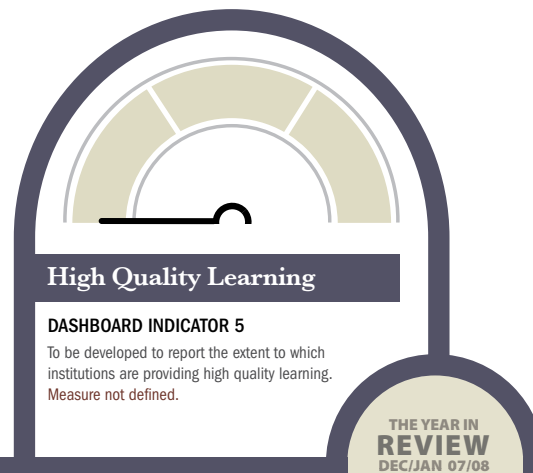 High Quality Learning
DASHBOARD INDICATOR 5
To be developed to report the extent to which
institutions are providing high quality learning.
Measure not defined.
THE YEAR IN
REVIEW
DEC/JAN 07/08